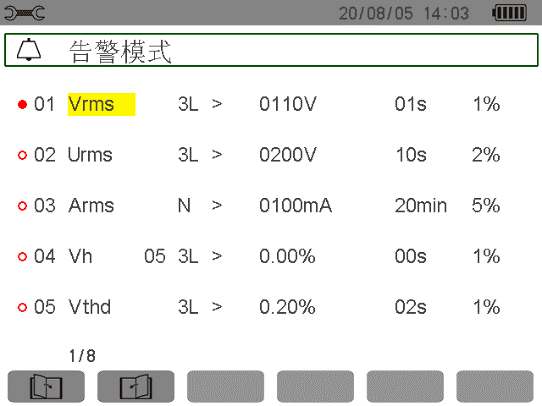 20/08/05 14:03
告警模式
01 Vrms 3L > 0110V 01s 1%
02 Urms 3L > 0200V 10s 2%
03 Arms N > 0100mA 20min 5%
04 Vh 05 3L > 0.00% 00s 1%
05 Vthd 3L > 0.20% 02s 1%
1/8